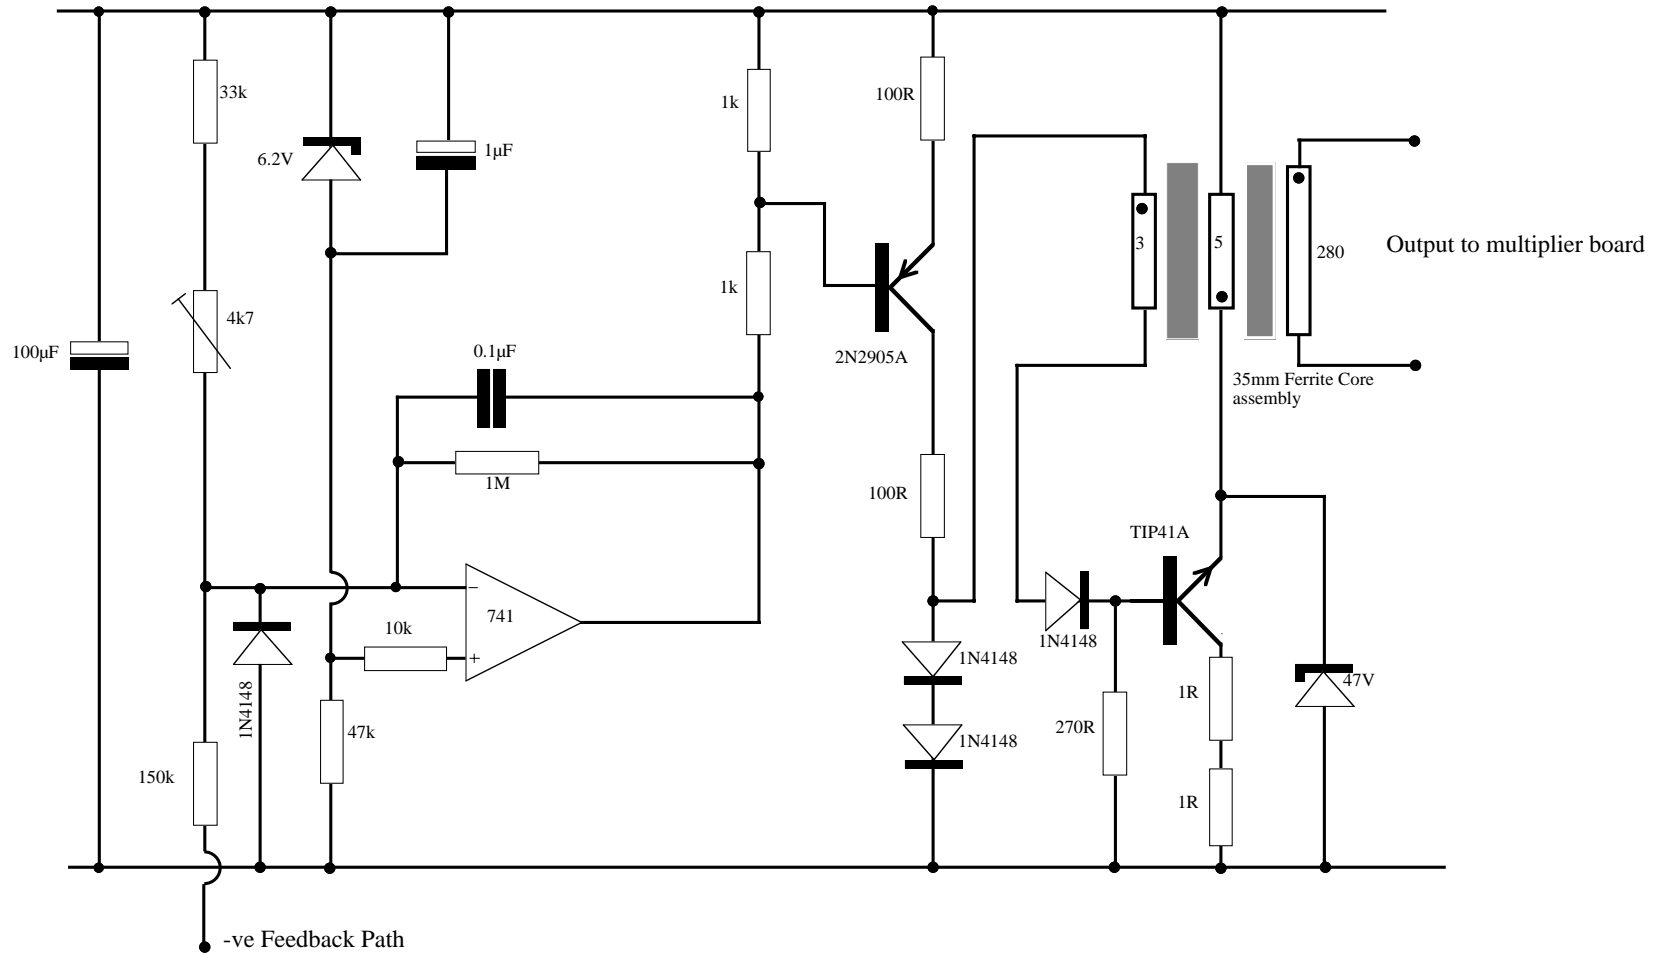 33k
1k
100R
6.2V
1µF
3
5
280
Output to multiplier board
1k
4k7
100µF
0.1µF
2N2905A
35mm Ferrite Core
assembly
1M
100R
TIP41A
−
741
10k
+
1N4148
1N4148
1N4148
47k
270R
1R
47V
1N4148
150k
1R
-ve Feedback Path